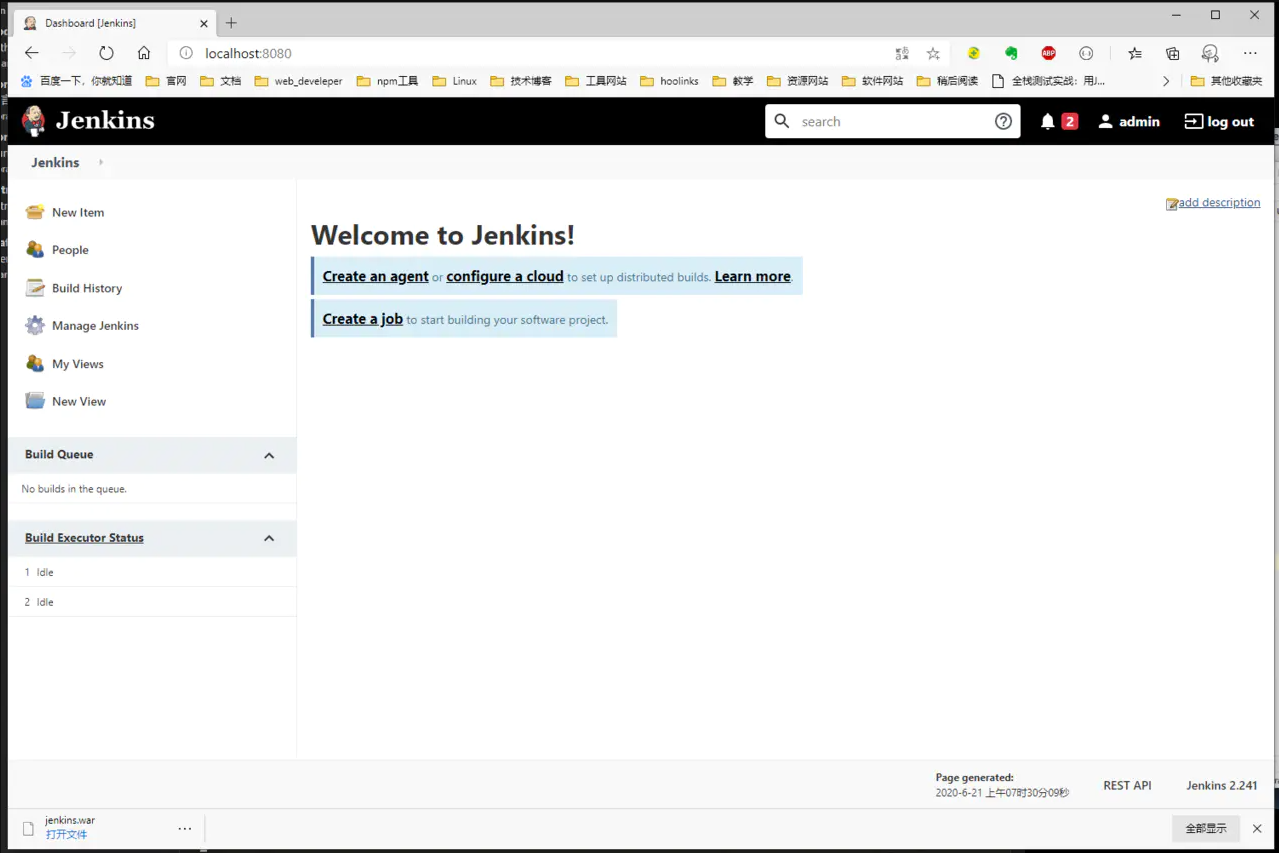 Dashboard [Jenkins]
localhost:8080
百度一下，你就知道 官网 文档 web_developer npm工具 Linux 技术博客 工具网站 hoolinks 教学 资源网站 软件网站 稍后阅读 全栈测试实战：用J... 其他收藏夹
Jenkins search 2 admin log out
Jenkins
add description
New Item
People
Build History
Manage Jenkins
My Views
New View
Welcome to Jenkins!
Create an agent or configure a cloud to set up distributed builds. Learn more.
Create a job to start building your software project.
Build Queue
No builds in the queue.
Build Executor Status
1 Idle
2 Idle
Page generated:
2020-6-21 上午07时30分09秒
REST API Jenkins 2.241
jenkins.war
打开文件
全部显示